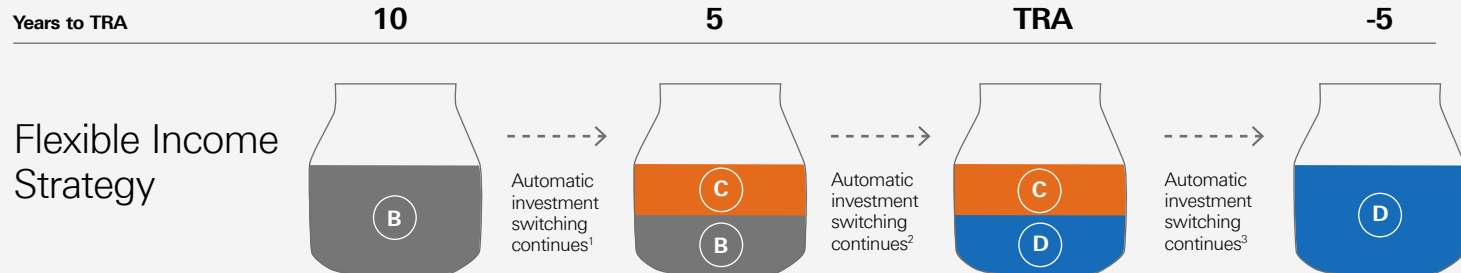 Years to TRA 10 5 TRA -5
Flexible Income
Strategy
B
Automatic
investment
switching
continues1
C
B
Automatic
investment
switching
continues2
C
D
Automatic
investment
switching
continues3
D